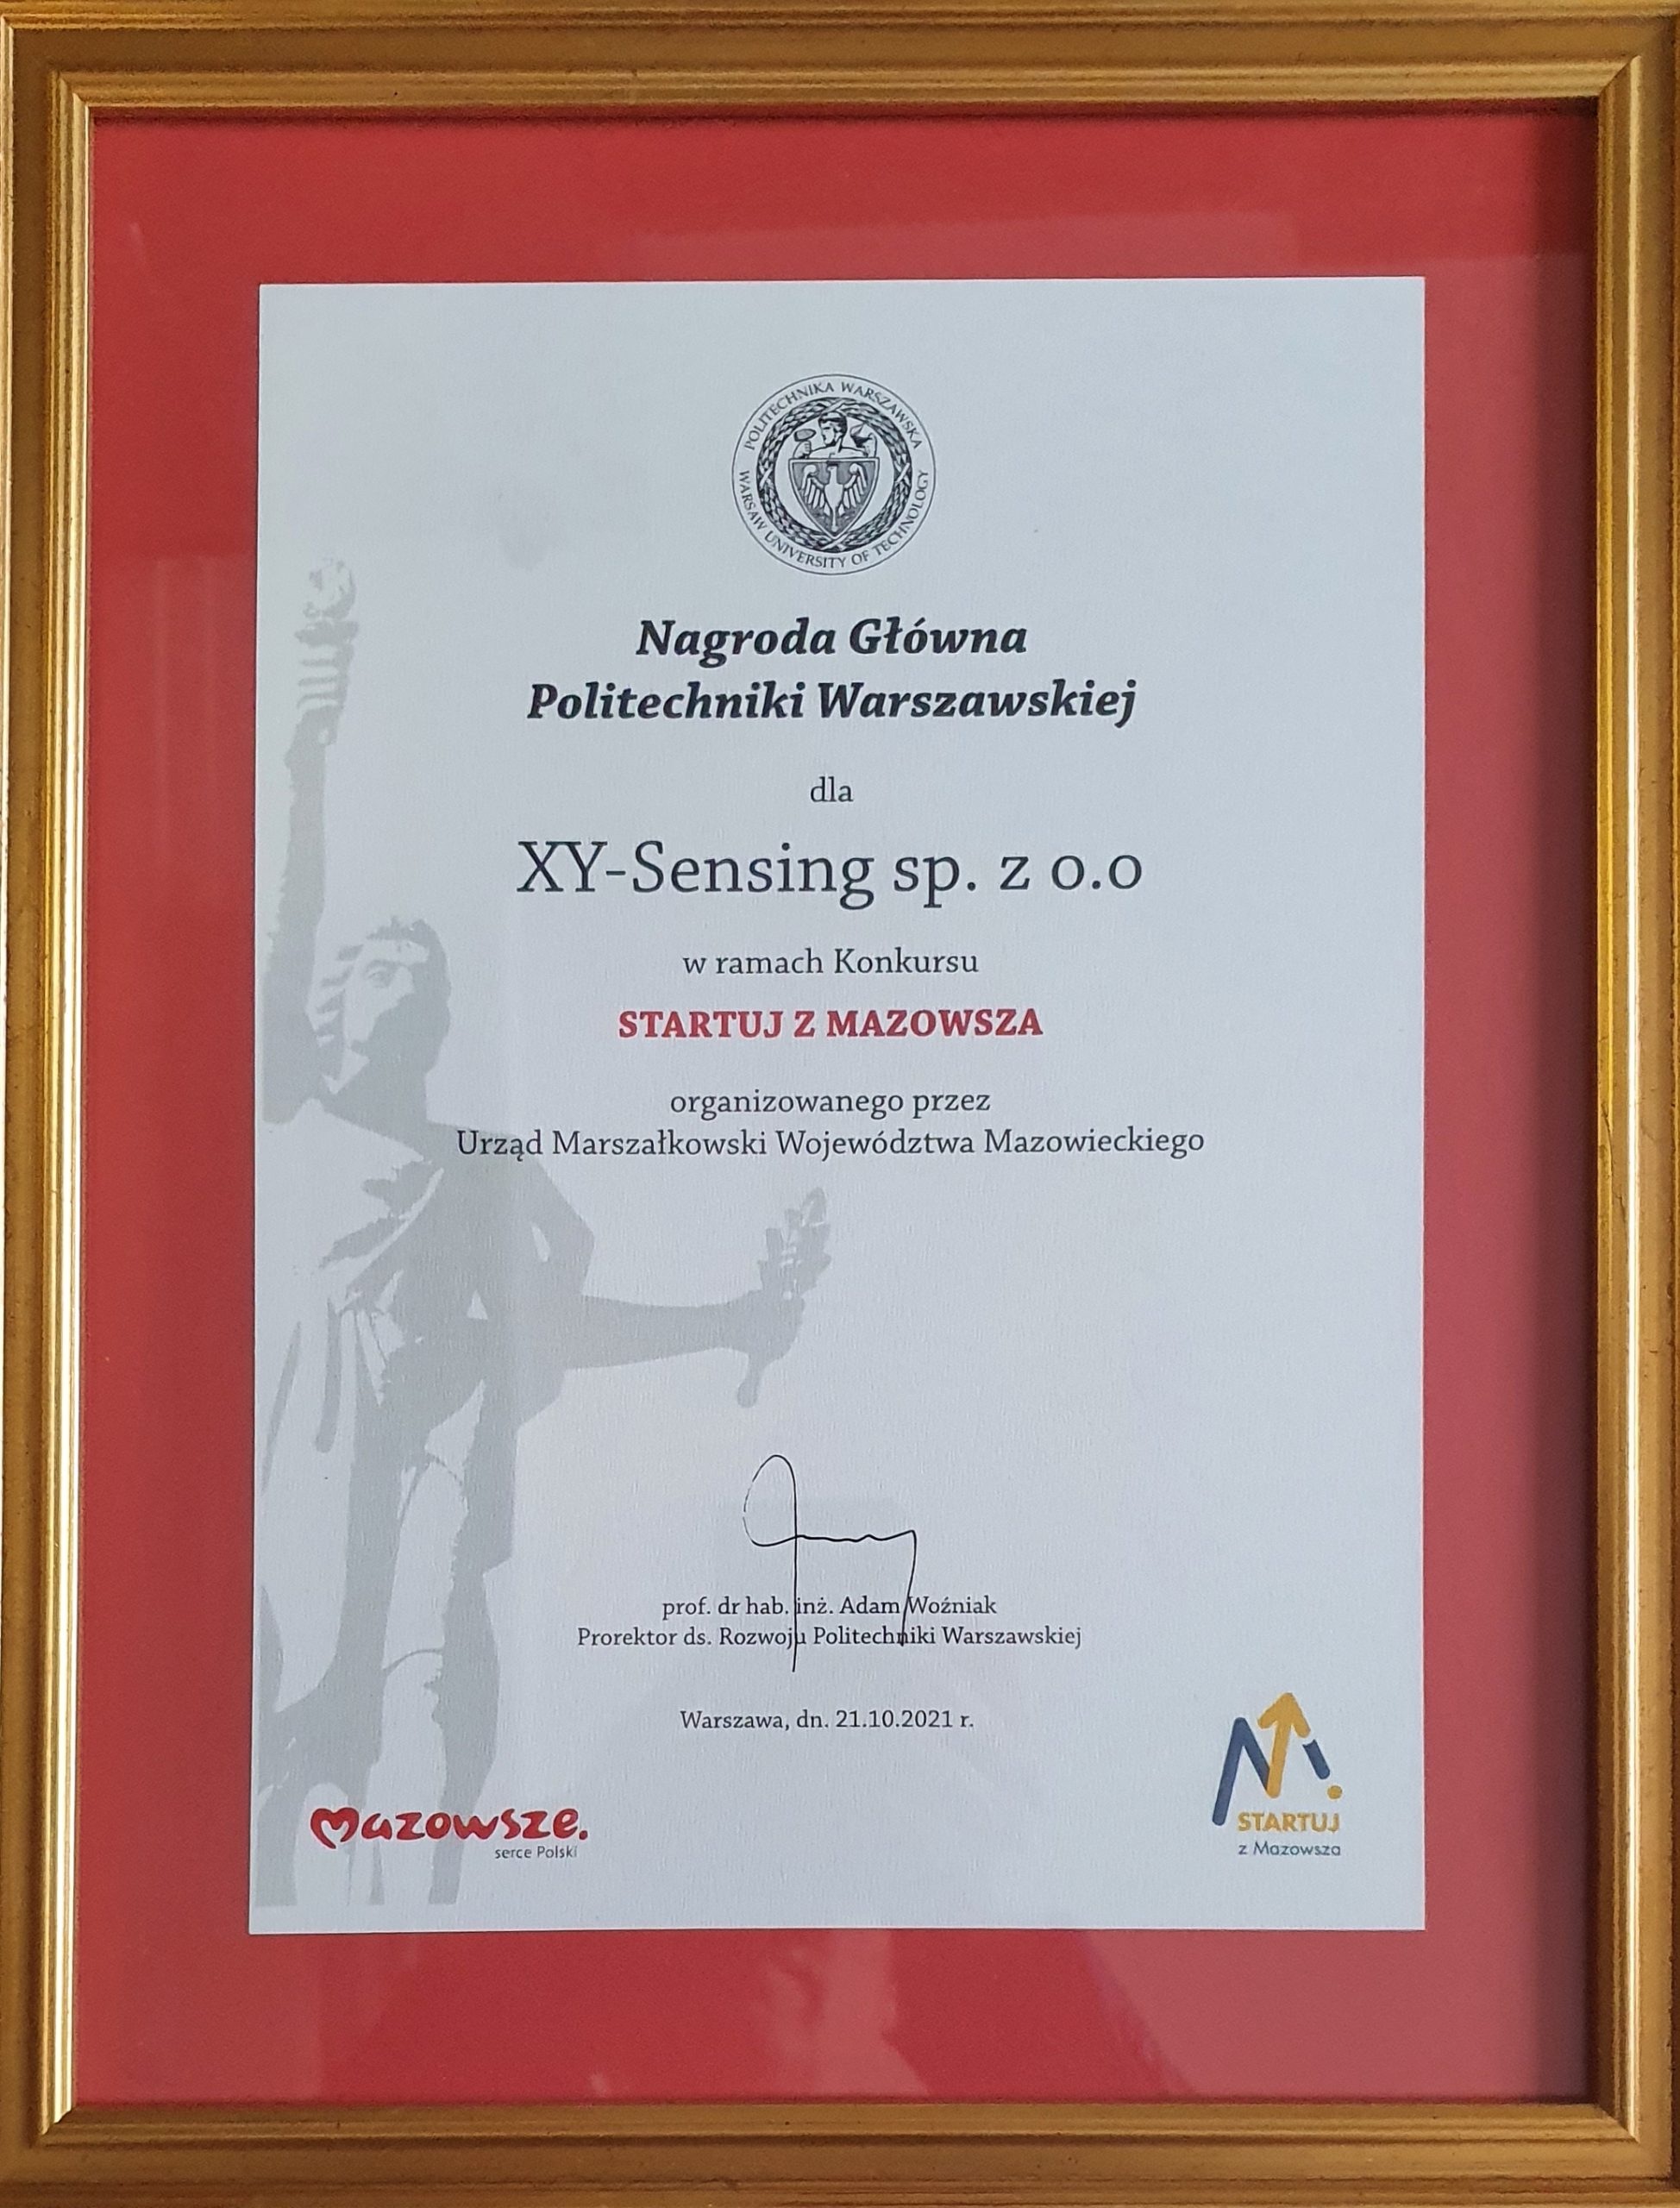 POLITECHNIKA WARSZAWSKA
WARSAW UNIVERSITY OF TECHNOLOGY
Nagroda Główna
Politechniki Warszawskiej
dla
XY-Sensing sp. z o.o
w ramach Konkursu
STARTUJ Z MAZOWSZA
organizowanego przez
Urząd Marszałkowski Województwa Mazowieckiego
prof. dr hab. inż. Adam Woźniak
Prorektor ds. Rozwoju Politechniki Warszawskiej
Warszawa, dn. 21.10.2021 r.
mazowsze.
serce Polski
STARTUJ
z Mazowsza